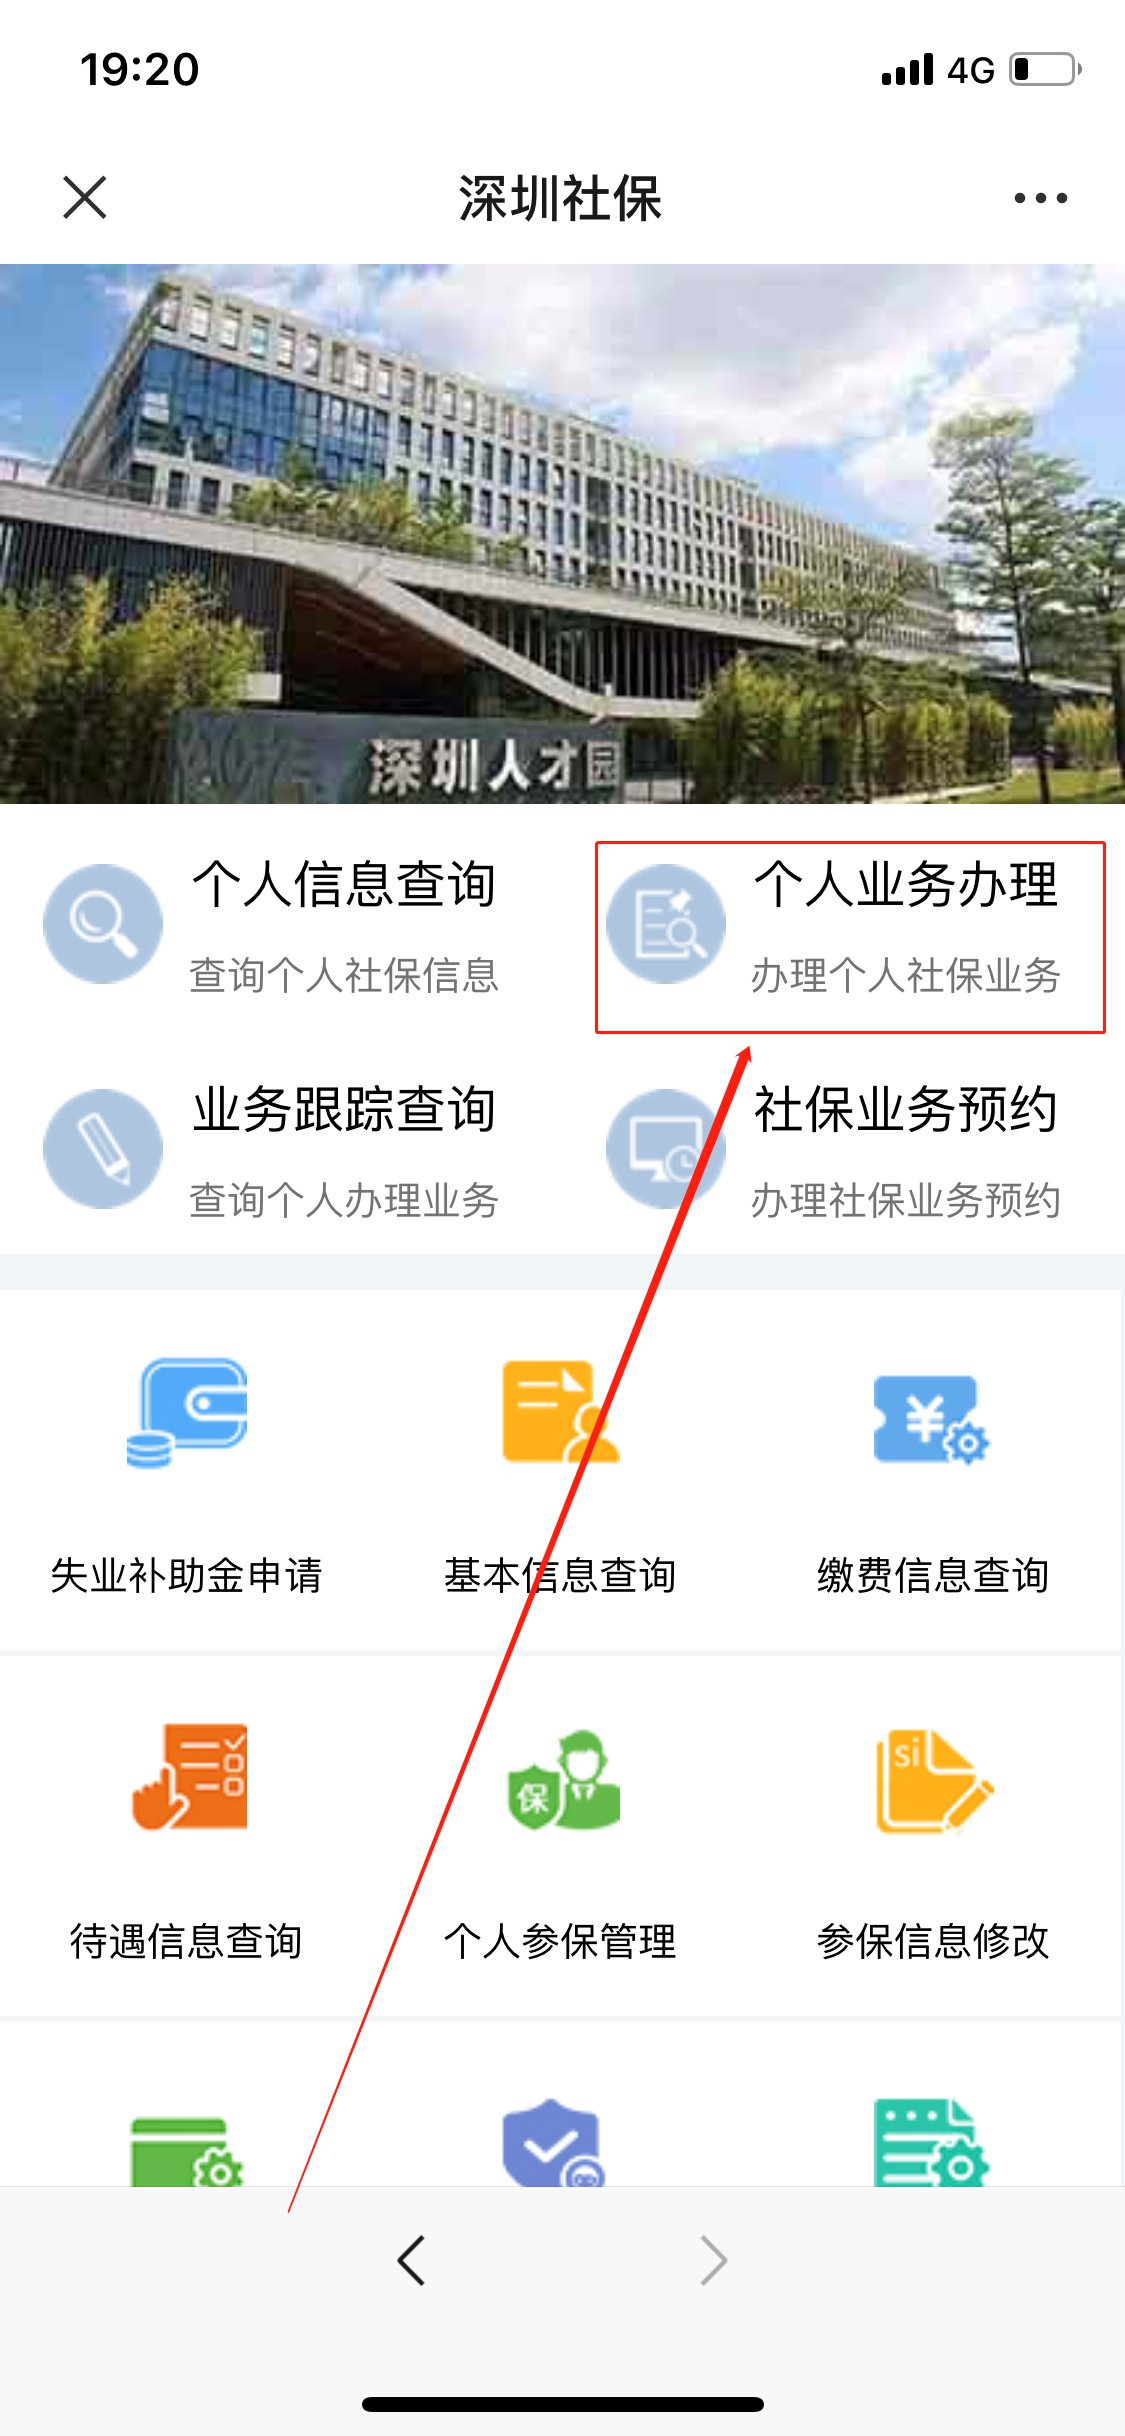 19:20
4G
深圳社保
深圳人才园
个人信息查询
查询个人社保信息
个人业务办理
办理个人社保业务
业务跟踪查询
查询个人办理业务
社保业务预约
办理社保业务预约
¥
失业补助金申请
基本信息查询
缴费信息查询
保
si
待遇信息查询
个人参保管理
参保信息修改